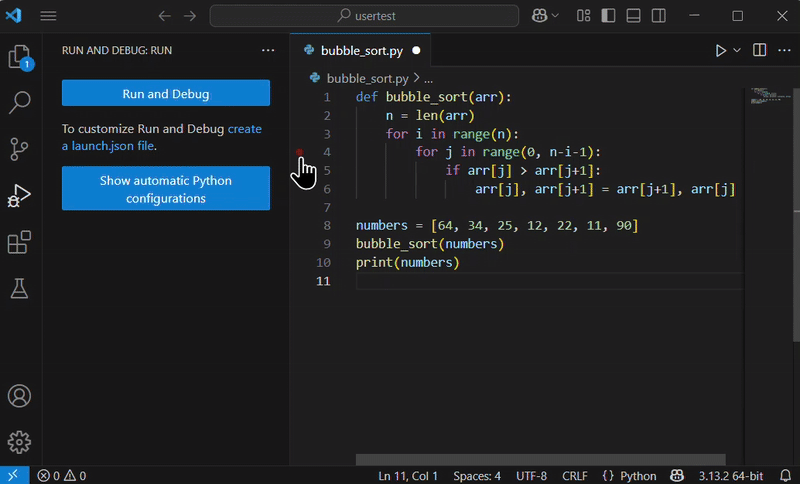 usertest
RUN AND DEBUG: RUN
Run and Debug
To customize Run and Debug create
a launch.json file.
Show automatic Python
configurations
1
bubble_sort.py
bubble_sort.py > ...
1 def bubble_sort(arr):
2 n = len(arr)
3 for i in range(n):
4 for j in range(0, n-i-1):
5 if arr[j] > arr[j+1]:
6 arr[j], arr[j+1] = arr[j+1], arr[j]
7
8 numbers = [64, 34, 25, 12, 22, 11, 90]
9 bubble_sort(numbers)
10 print(numbers)
11
0 0 Ln 11, Col 1 Spaces: 4 UTF-8 CRLF {} Python 3.13.2 64-bit